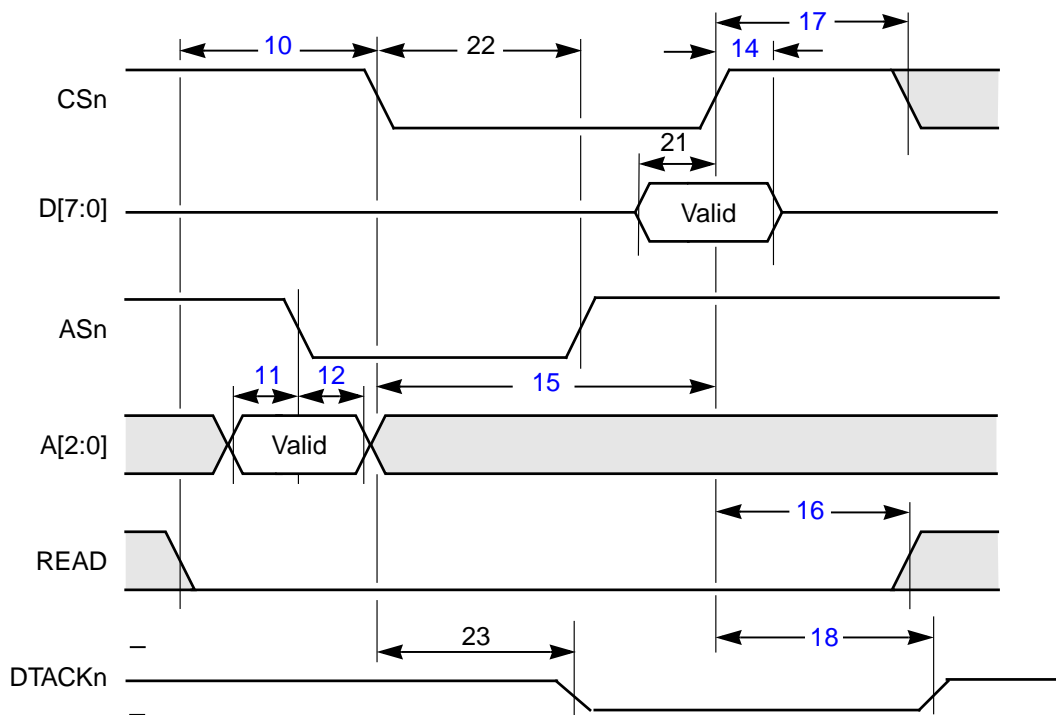 17
10
22
14
CSn
21
D[7:0]
Valid
ASn
11
12
15
A[2:0]
Valid
16
READ
23
18
DTACKn